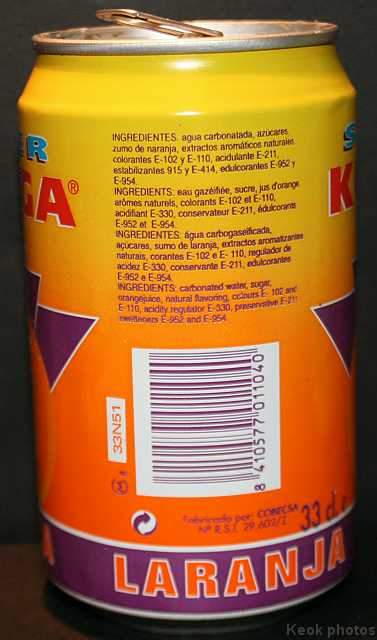 ER
GA®
S
K
INGREDIENTES: agua carbonatada, azúcares,
zumo de naranja, extractos aromáticos naturales,
colorantes E-102 y E-110, acidulante E-211,
estabilizantes 915 y E-414, edulcorantes E-952 y
E-954.
INGREDIENTS: eau gazéifiée, sucre, jus d'orange
arômes naturels, colorants E-102 et E-110,
acidifiant E-330, conservateur E-211, édulcorants
E-952 et E-954.
INGREDIENTES: água carbogaseificada,
açúcares, sumo de laranja, extractos aromatizantes
naturais, corantes E-102 e E-110, regulador de
acidez E-330, conservante E-211, edulcorantes
E-952 e E-954.
INGREDIENTS: carbonated water, sugar,
orangejuice, natural flavoring, colours E-102 and
E-110, acidity regulator E-330, preservative E-211
sweeteners E-952 and E-954.
33N51
8 410577 011040
Fabricado por: COBECSA
Nº R.S.I. 29.602/Z
33 cl. e
A
LARANJA
Keok photos